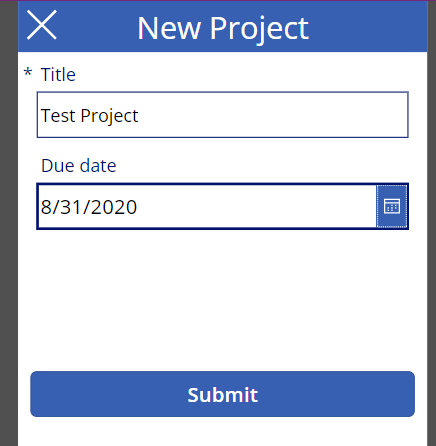 New Project
* Title
Test Project
Due date
8/31/2020
Submit